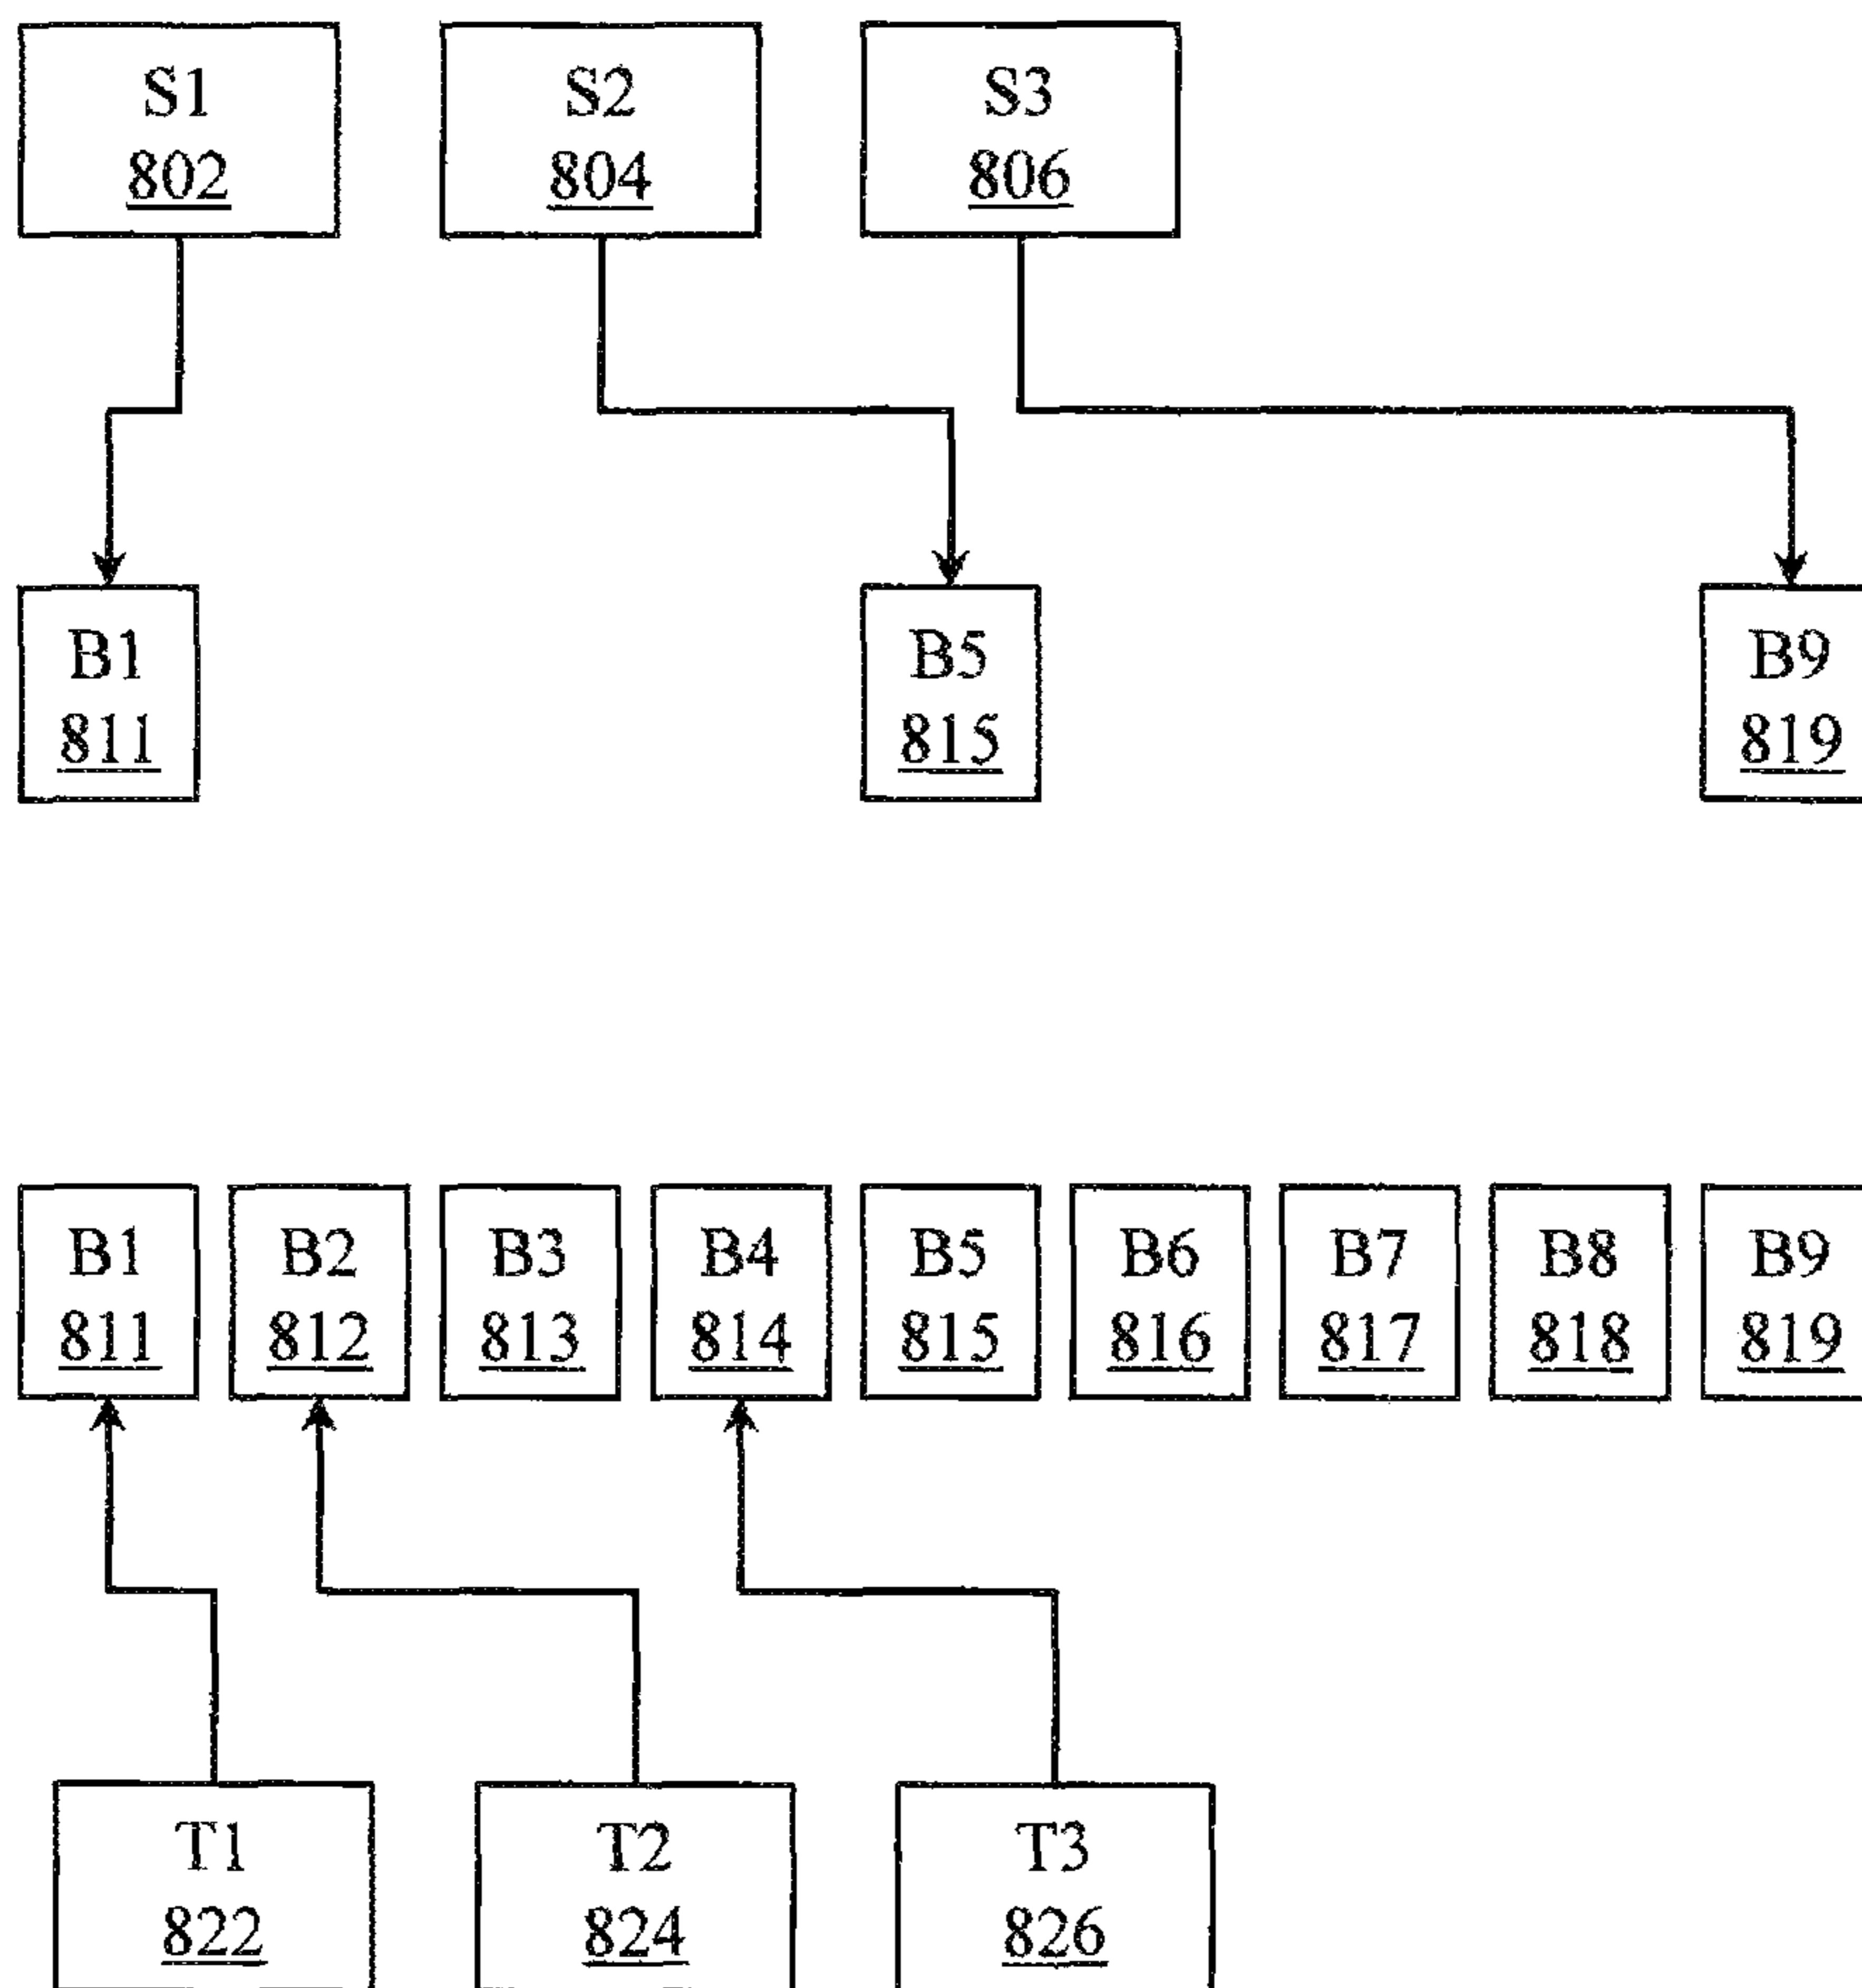 S1 S2 S3
802 804 806
B1 B5 B9
811 815 819
B1 B2 B3 B4 B5 B6 B7 B8 B9
811 812 813 814 815 816 817 818 819
T1 T2 T3
822 824 826